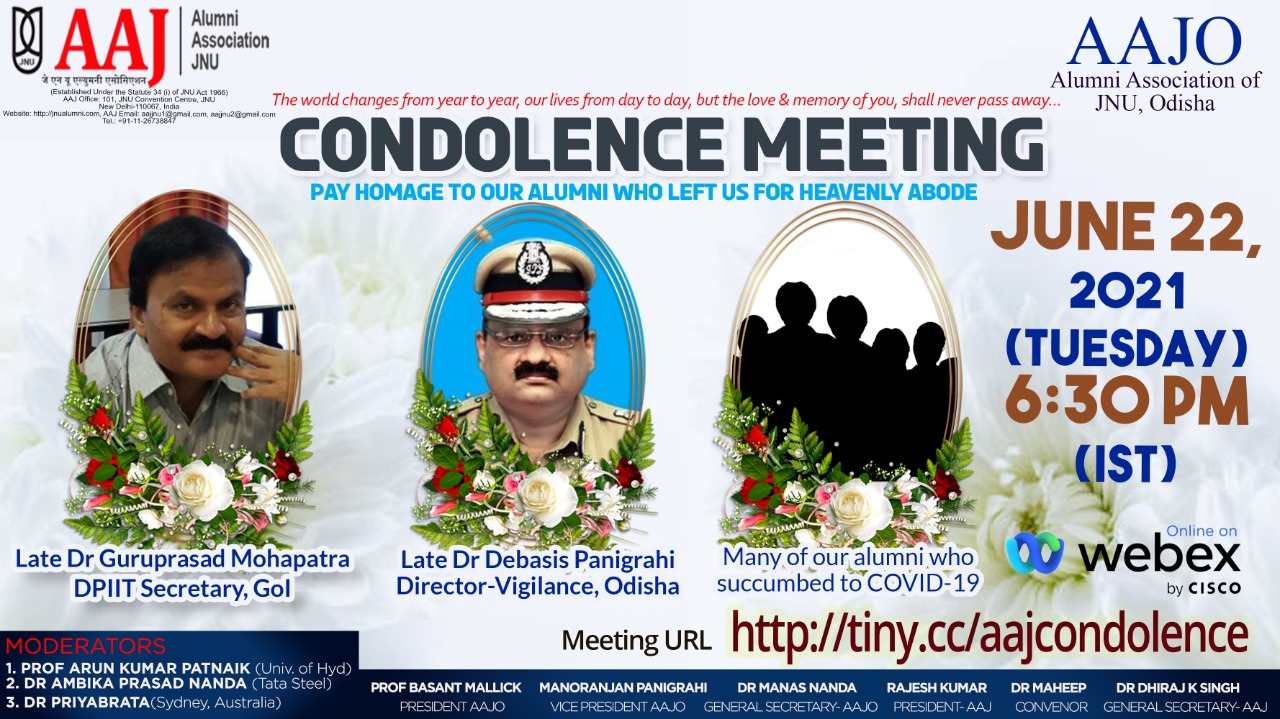 JNU
AAJ
Alumni
Association
JNU
जे एन यू एल्युमनी एसोसिएशन
(Established Under the Statute 34 (i) of JNU Act 1966)
AAJ Office: 101, JNU Convention Centre, JNU
New Delhi-110067, India
Website: http://jnualumni.com, AAJ Email: aajjnu1@gmail.com, aajjnu2@gmail.com
Tel.: +91-11-26738847
AAJO
Alumni Association of
JNU, Odisha
The world changes from year to year, our lives from day to day, but the love & memory of you, shall never pass away...
CONDOLENCE MEETING
PAY HOMAGE TO OUR ALUMNI WHO LEFT US FOR HEAVENLY ABODE
JUNE 22,
2021
(TUESDAY)
6:30 PM
(IST)
Late Dr Guruprasad Mohapatra
DPIIT Secretary, GoI
Late Dr Debasis Panigrahi
Director-Vigilance, Odisha
Many of our alumni who
succumbed to COVID-19
Online on
webex
by CISCO
Meeting URL http://tiny.cc/aajcondolence
MODERATORS
1. PROF ARUN KUMAR PATNAIK (Univ. of Hyd)
2. DR AMBIKA PRASAD NANDA (Tata Steel)
3. DR PRIYABRATA(Sydney, Australia)
PROF BASANT MALLICK
PRESIDENT AAJO
MANORANJAN PANIGRAHI
VICE PRESIDENT AAJO
DR MANAS NANDA
GENERAL SECRETARY- AAJO
RAJESH KUMAR
PRESIDENT- AAJ
DR MAHEEP
CONVENOR
DR DHIRAJ K SINGH
GENERAL SECRETARY- AAJ